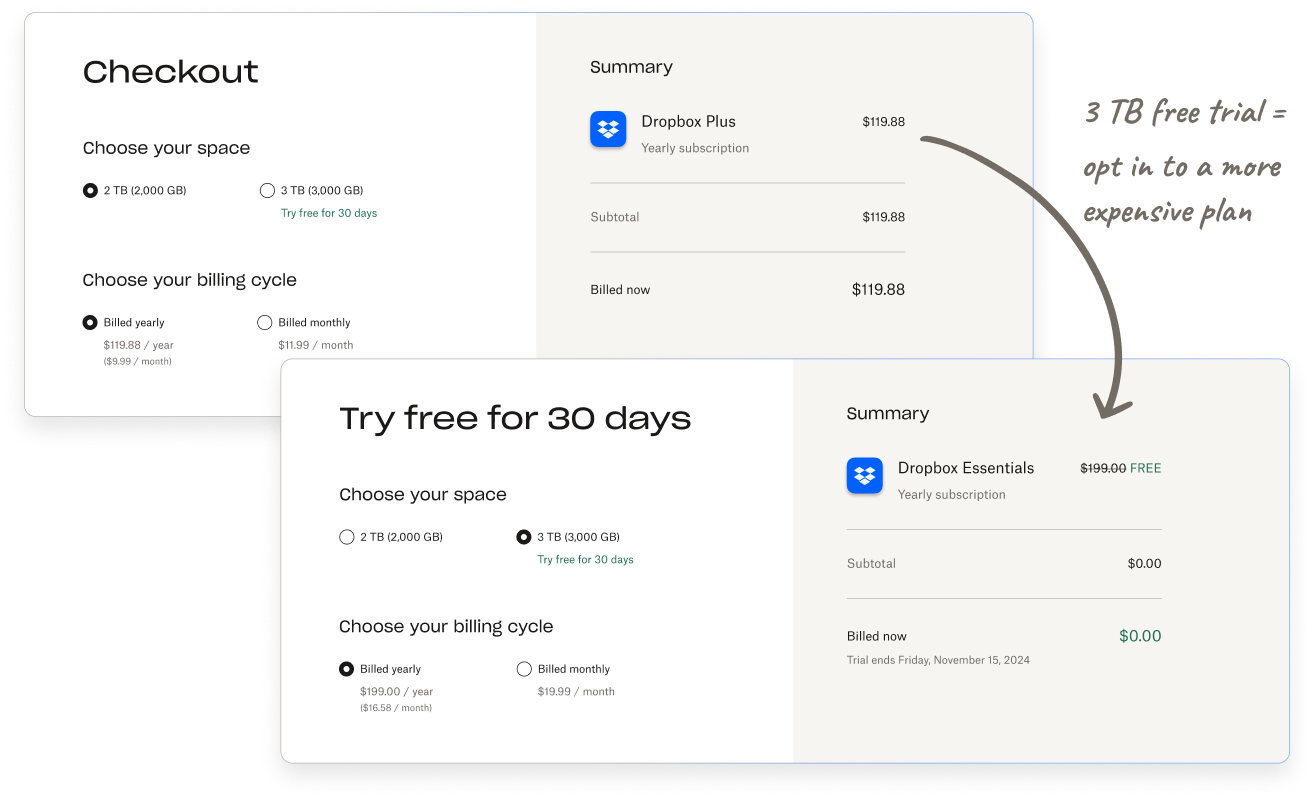 Checkout
Choose your space
2 TB (2,000 GB)
3 TB (3,000 GB)
Try free for 30 days
Choose your billing cycle
Billed yearly
$119.88 / year
($9.99 / month)
Billed monthly
$11.99 / month
Summary
Dropbox Plus
$119.88
Yearly subscription
Subtotal
$119.88
Billed now
$119.88
3 TB free trial =
opt in to a more
expensive plan
Try free for 30 days
Choose your space
2 TB (2,000 GB)
3 TB (3,000 GB)
Try free for 30 days
Choose your billing cycle
Billed yearly
$199.00 / year
($16.58 / month)
Billed monthly
$19.99 / month
Summary
Dropbox Essentials
$199.00 FREE
Yearly subscription
Subtotal
$0.00
Billed now
$0.00
Trial ends Friday, November 15, 2024